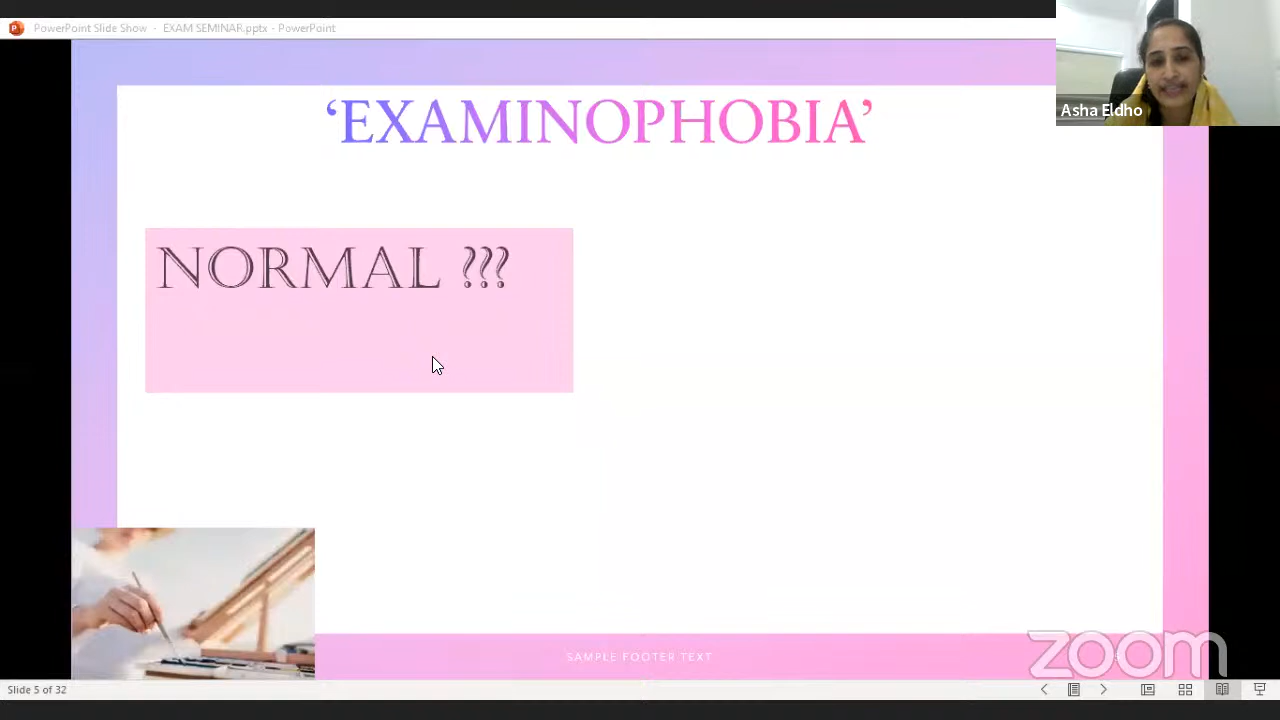 PowerPoint Slide Show - EXAM SEMINAR.pptx - PowerPoint
Asha Eldho
‘EXAMINOPHOBIA’
NORMAL ???
SAMPLE FOOTER TEXT
zoom
Slide 5 of 32